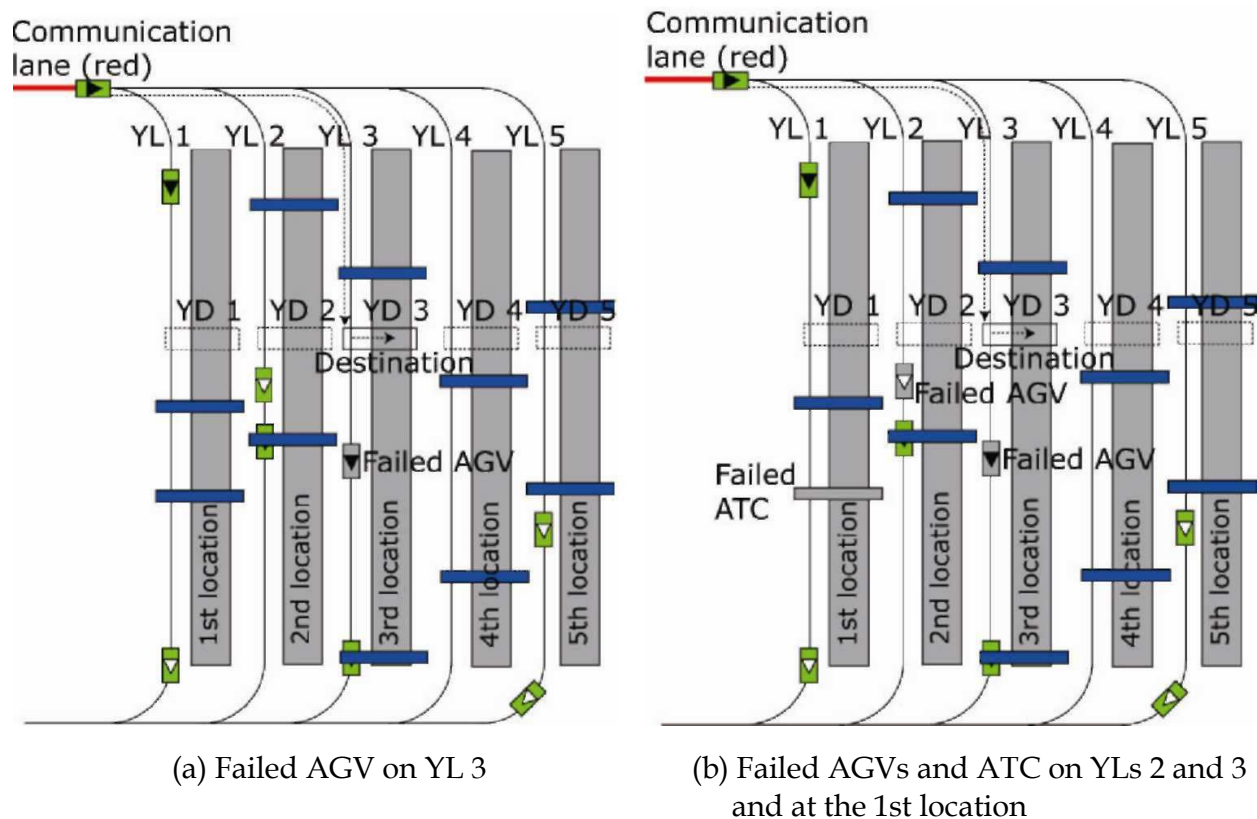 Communication
lane (red)
YL 1
YL 2
YL 3
YL 4
YL 5
YD 1
YD 2
YD 3
YD 4
YD 5
Destination
Failed AGV
1st location
2nd location
3rd location
4th location
5th location
(a) Failed AGV on YL 3
Communication
lane (red)
YL 1
YL 2
YL 3
YL 4
YL 5
YD 1
YD 2
YD 3
YD 4
YD 5
Destination
Failed AGV
Failed AGV
Failed
ATC
1st location
2nd location
3rd location
4th location
5th location
(b) Failed AGVs and ATC on YLs 2 and 3
and at the 1st location